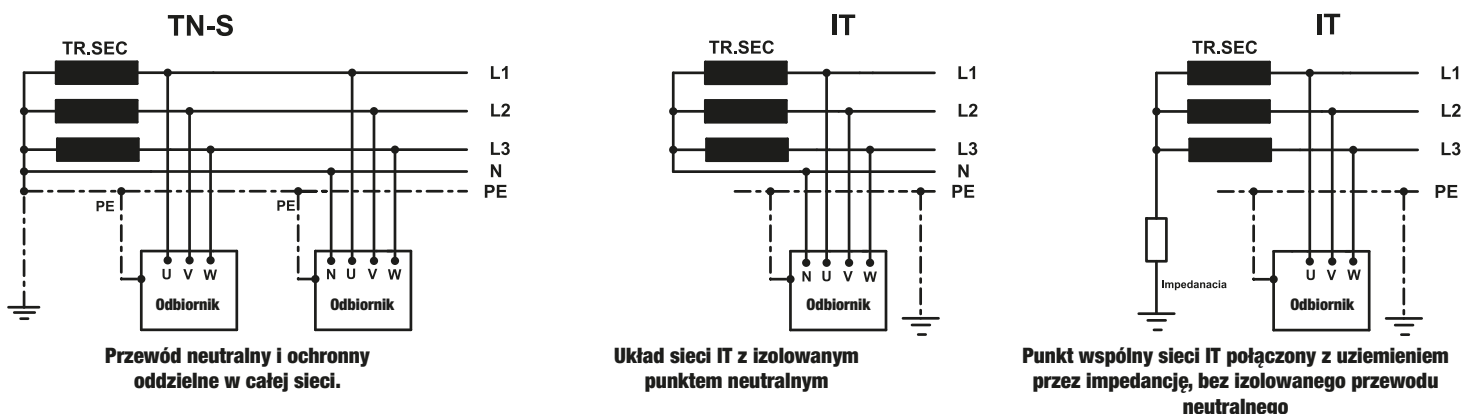 TN-S
TR.SEC
L1
L2
L3
N
PE
PE
PE
U V W
Odbiornik
N U V W
Odbiornik
Przewód neutralny i ochronny
oddzielne w całej sieci.
IT
TR.SEC
L1
L2
L3
N
PE
N U V W
Odbiornik
Układ sieci IT z izolowanym
punktem neutralnym
IT
TR.SEC
L1
L2
L3
PE
Impedanacia
U V W
Odbiornik
Punkt wspólny sieci IT połączony z uziemieniem
przez impedancję, bez izolowanego przewodu
neutralnego